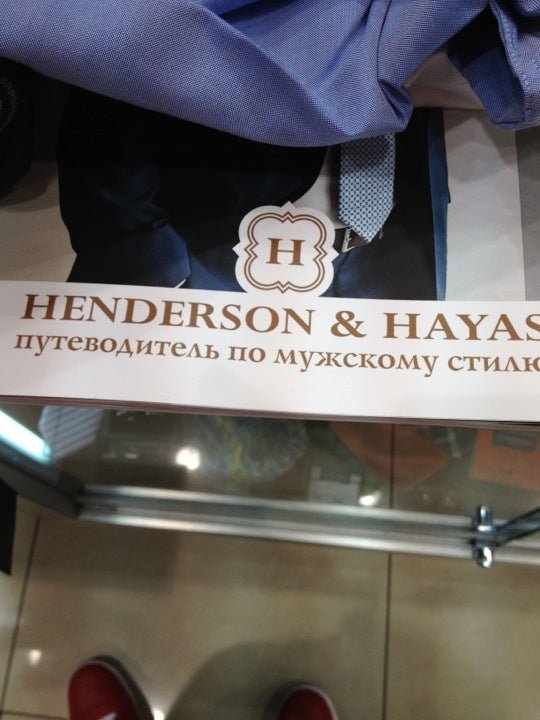 H
HENDERSON & HAYAS
путеводитель по мужскому стилю